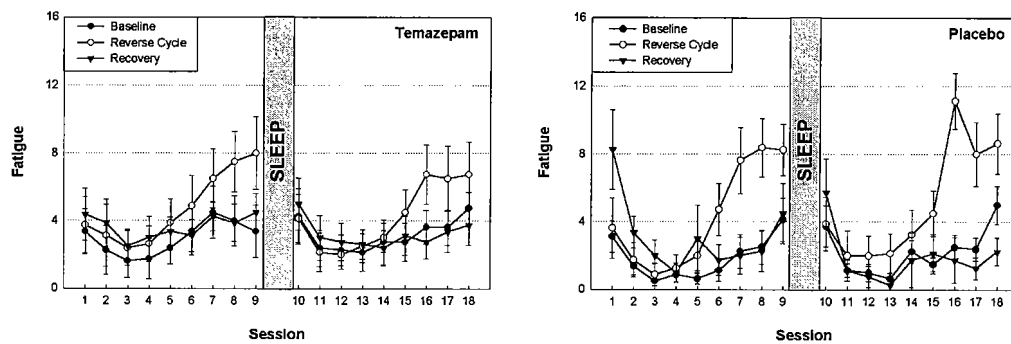 16
Baseline
Reverse Cycle
Recovery
Temazepam
12
8
4
0
Fatigue
SLEEP
1 2 3 4 5 6 7 8 9 10 11 12 13 14 15 16 17 18
Session
16
Baseline
Reverse Cycle
Recovery
Placebo
12
8
4
0
Fatigue
SLEEP
1 2 3 4 5 6 7 8 9 10 11 12 13 14 15 16 17 18
Session